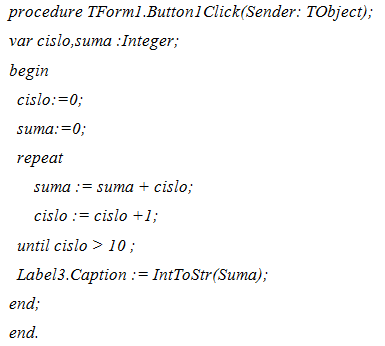 procedure TForm1.Button1Click(Sender: TObject);
var cislo,suma :Integer;
begin
cislo:=0;
suma:=0;
repeat
suma := suma + cislo;
cislo := cislo +1;
until cislo > 10 ;
Label3.Caption := IntToStr(Suma);
end;
end.